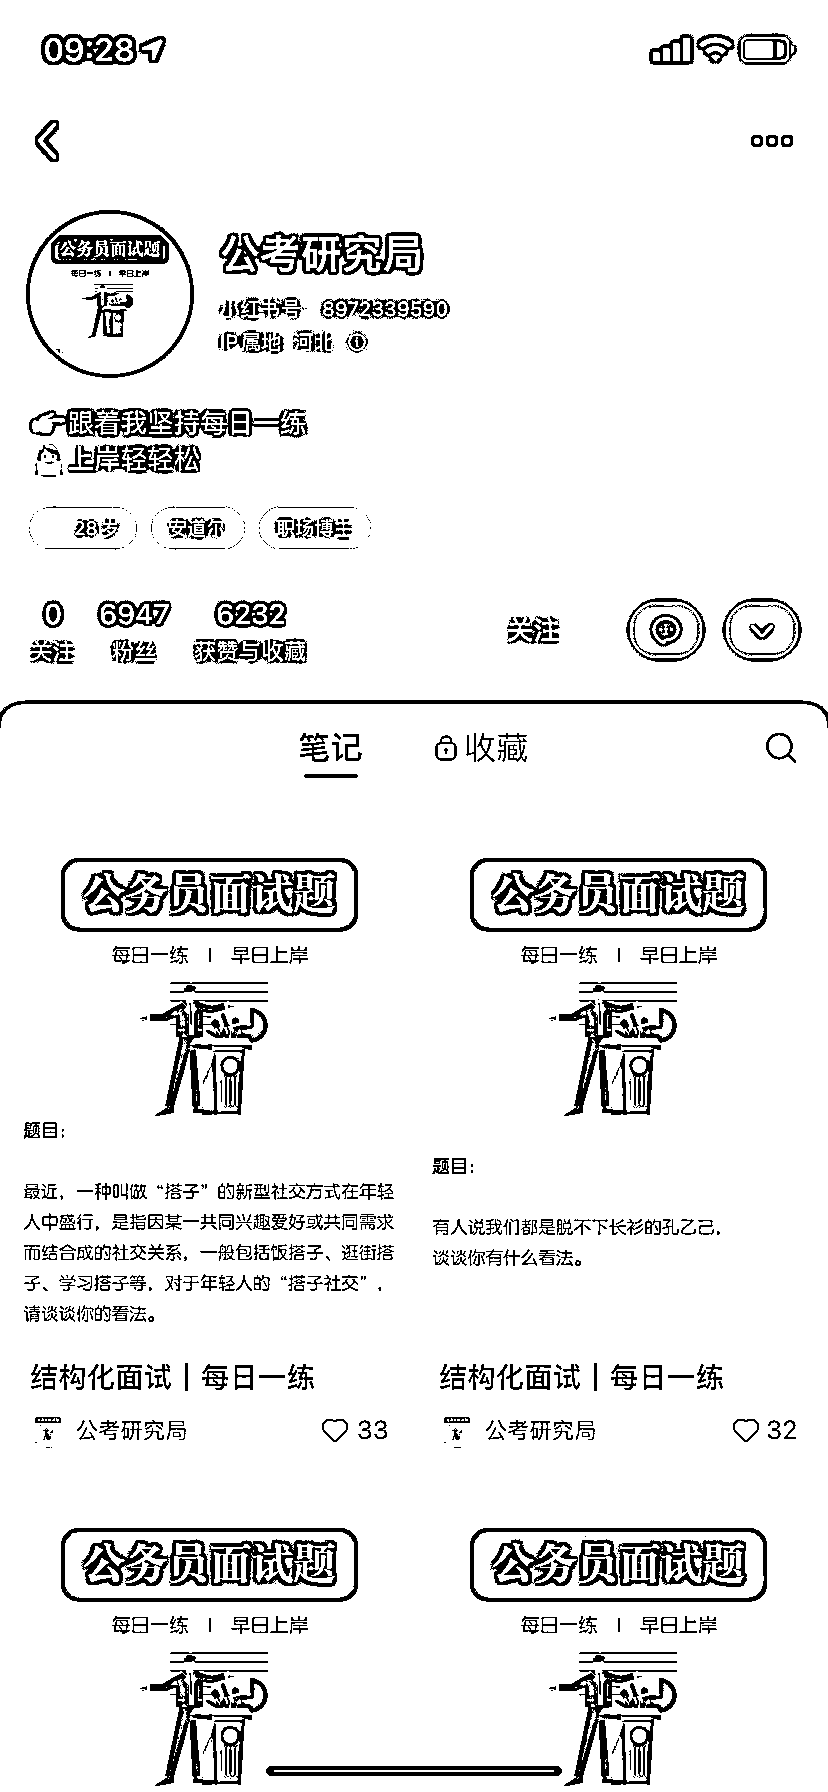 09:28
公务员面试题
每日一练 | 早日上岸
公考研究局
小红书号 8972339590
IP属地 河北
跟着我坚持每日一练
上岸轻轻松
28岁 安道尔 职场博主
0 6947 6232
关注 粉丝 获赞与收藏 关注
笔记 收藏
公务员面试题
每日一练 | 早日上岸
题目：
最近，一种叫做“搭子”的新型社交方式在年轻
人中盛行，是指因某一共同兴趣爱好或共同需求
而结合成的社交关系，一般包括饭搭子、逛街搭
子、学习搭子等，对于年轻人的“搭子社交”，
请谈谈你的看法。
结构化面试｜每日一练
公考研究局 33
公务员面试题
每日一练 | 早日上岸
题目：
有人说我们都是脱不下长衫的孔乙己，
谈谈你有什么看法。
结构化面试｜每日一练
公考研究局 32
公务员面试题
每日一练 | 早日上岸
公务员面试题
每日一练 | 早日上岸